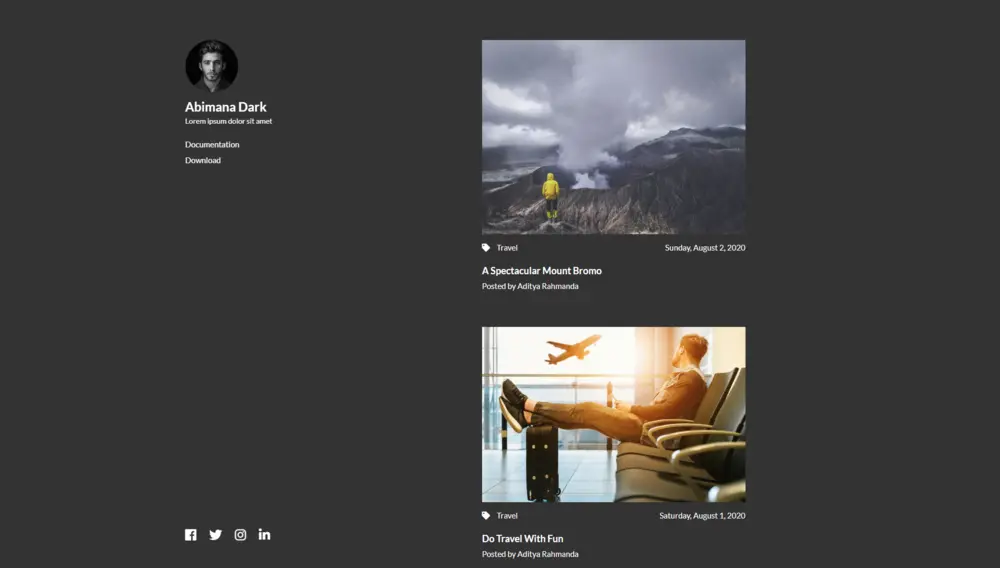 Abimana Dark
Lorem ipsum dolor sit amet
Documentation
Download
Travel
Sunday, August 2, 2020
A Spectacular Mount Bromo
Posted by Aditya Rahmanda
Travel
Saturday, August 1, 2020
Do Travel With Fun
Posted by Aditya Rahmanda